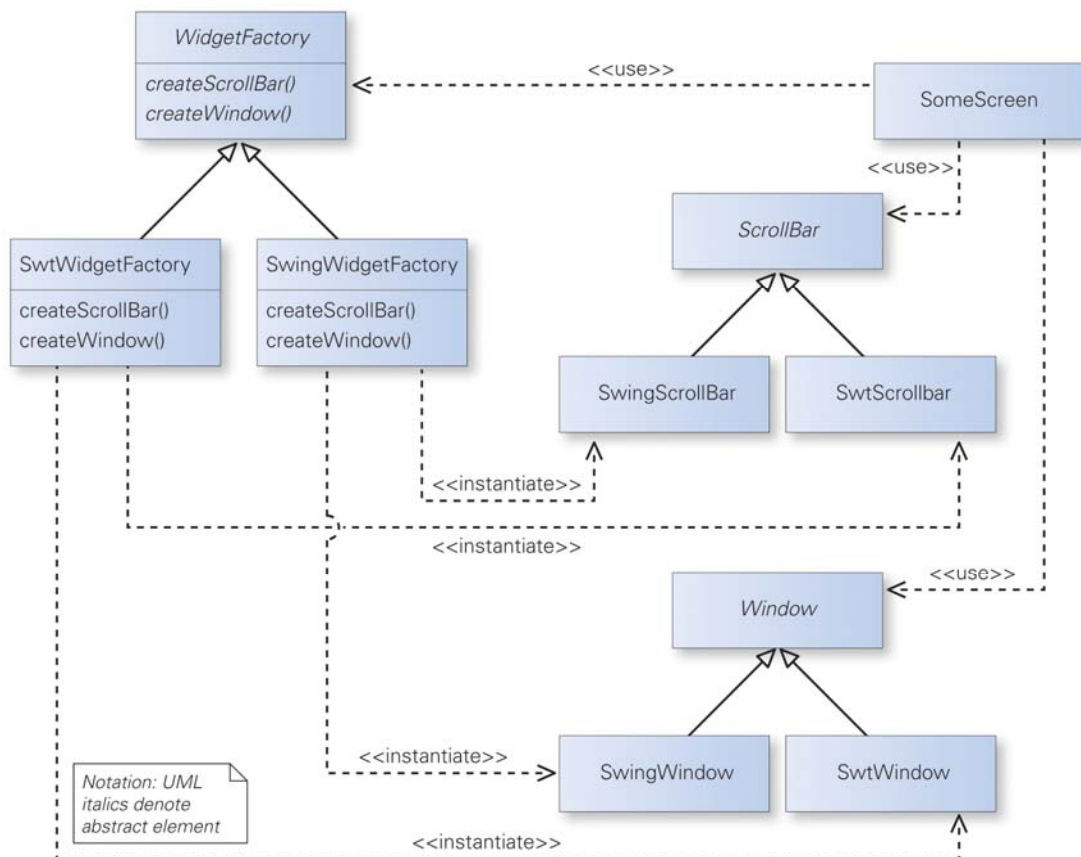 WidgetFactory
createScrollBar()
createWindow()
<<use>>
SomeScreen
<<use>>
ScrollBar
SwtWidgetFactory
createScrollBar()
createWindow()
SwingWidgetFactory
createScrollBar()
createWindow()
SwingScrollBar
SwtScrollbar
<<instantiate>>
<<instantiate>>
<<use>>
Window
<<instantiate>>
SwingWindow
SwtWindow
Notation: UML
italics denote
abstract element
<<instantiate>>